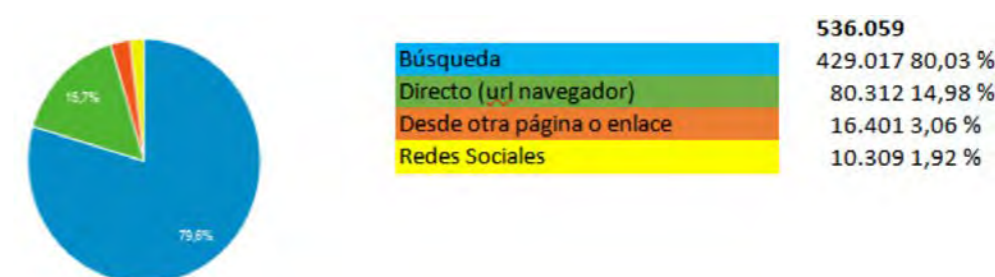 15,7%
79,6%
536.059
Búsqueda 429.017 80,03 %
Directo (url navegador) 80.312 14,98 %
Desde otra página o enlace 16.401 3,06 %
Redes Sociales 10.309 1,92 %